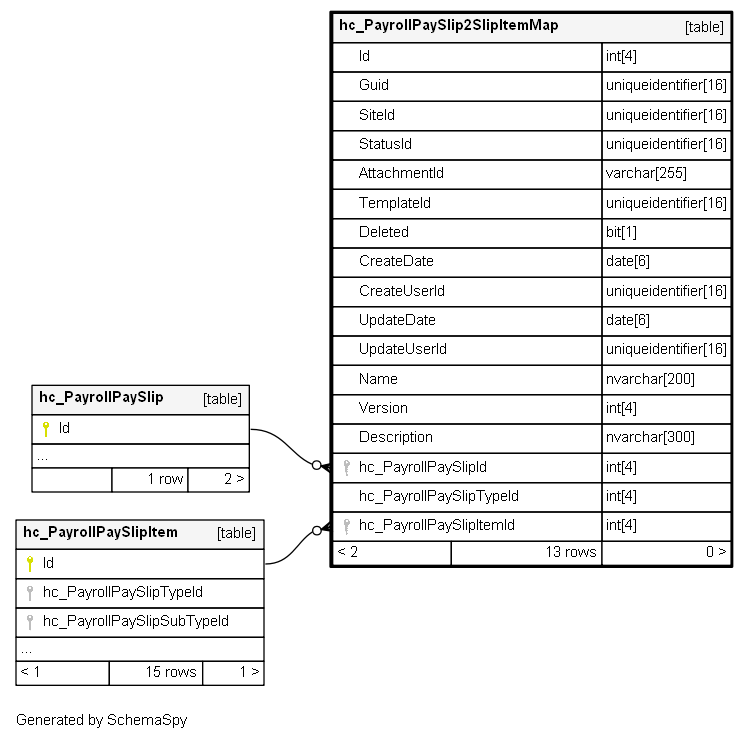 hc_PayrollPaySlip2SlipItemMap [table]
Id int[4]
Guid uniqueidentifier[16]
SiteId uniqueidentifier[16]
StatusId uniqueidentifier[16]
AttachmentId varchar[255]
TemplateId uniqueidentifier[16]
Deleted bit[1]
CreateDate date[6]
CreateUserId uniqueidentifier[16]
UpdateDate date[6]
UpdateUserId uniqueidentifier[16]
Name nvarchar[200]
Version int[4]
Description nvarchar[300]
hc_PayrollPaySlipId int[4]
hc_PayrollPaySlipTypeId int[4]
hc_PayrollPaySlipItemId int[4]
< 2 13 rows 0 >
hc_PayrollPaySlip [table]
Id
...
1 row 2 >
hc_PayrollPaySlipItem [table]
Id
hc_PayrollPaySlipTypeId
hc_PayrollPaySlipSubTypeId
...
< 1 15 rows 1 >
Generated by SchemaSpy